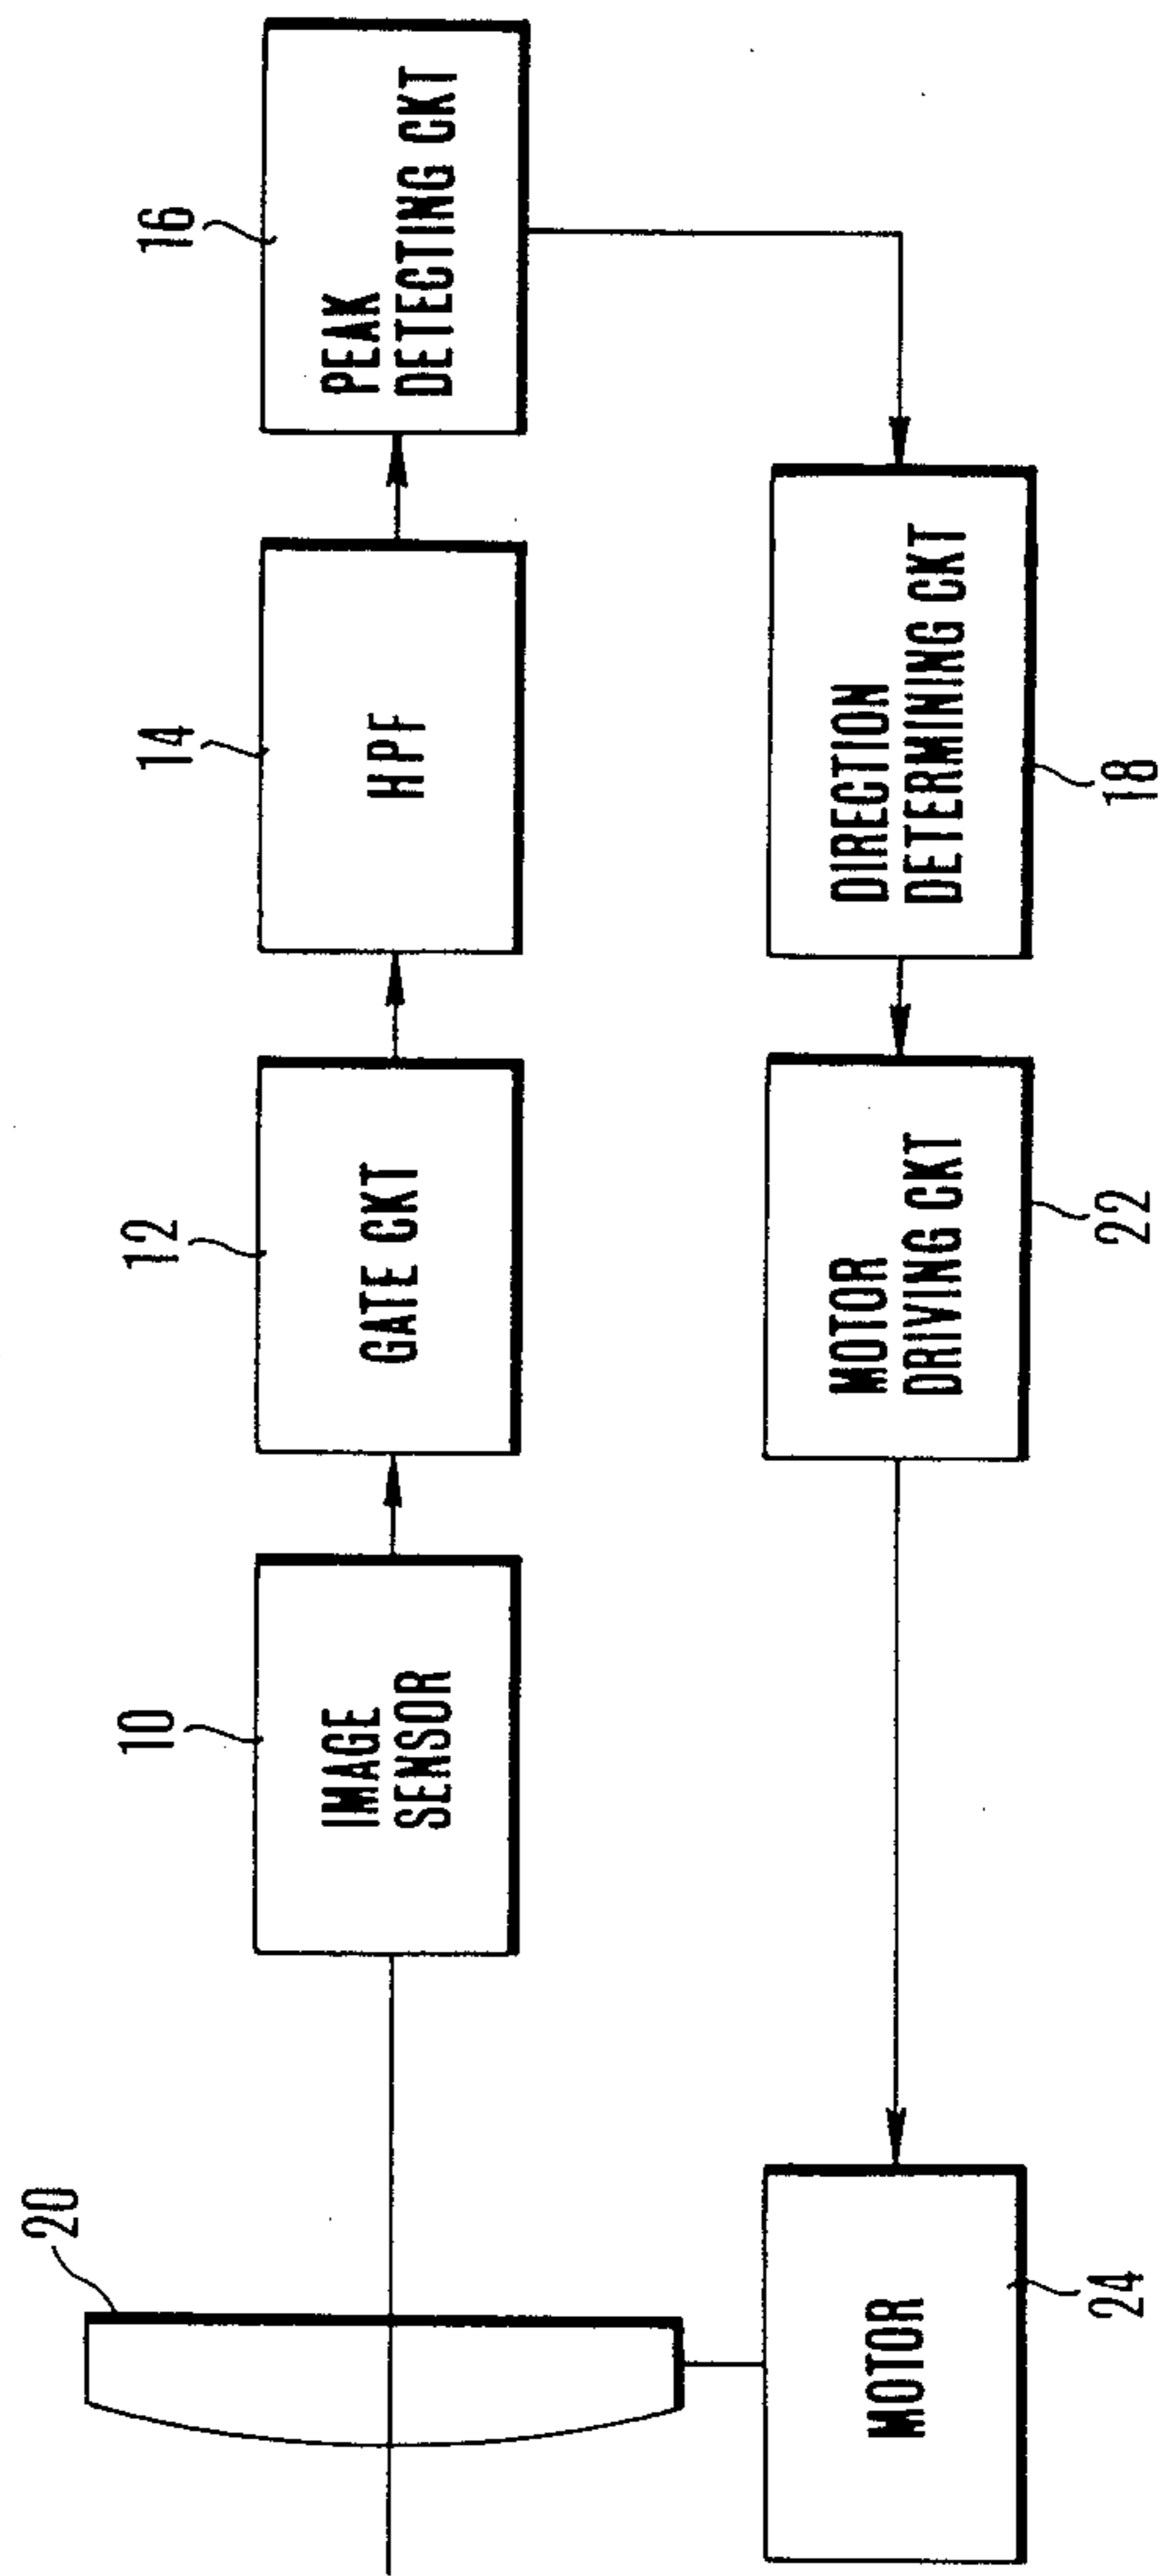 20
10
IMAGE
SENSOR
12
GATE CKT
14
HPF
16
PEAK
DETECTING CKT
MOTOR
24
MOTOR
DRIVING CKT
22
DIRECTION
DETERMINING CKT
18